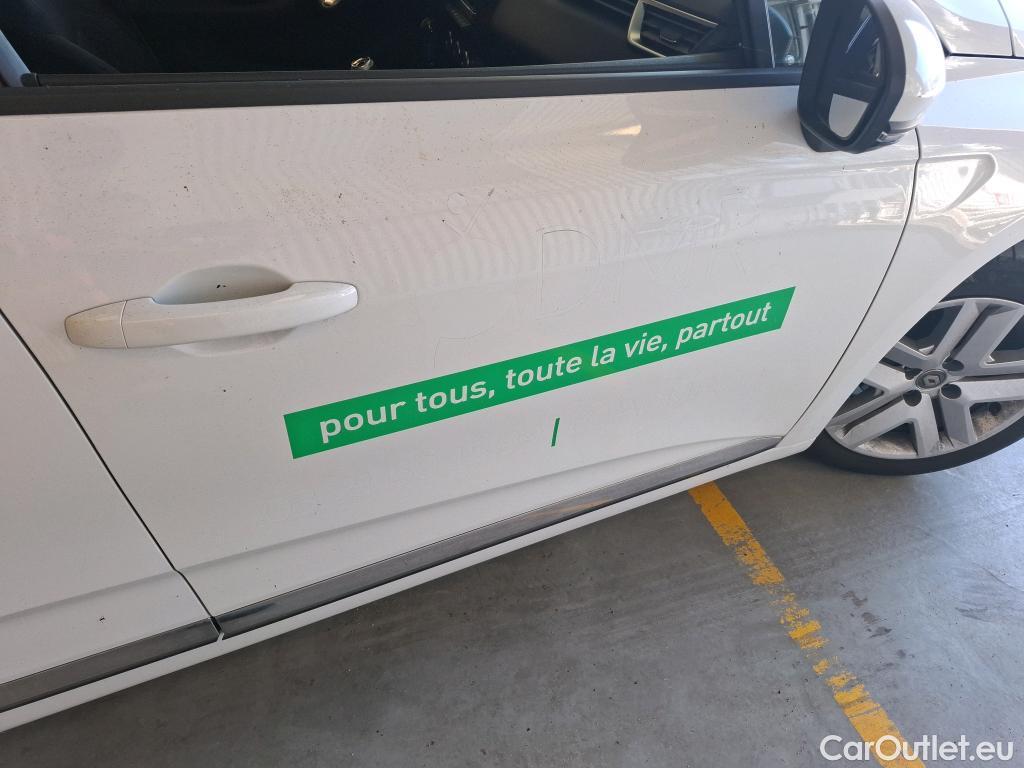 pour tous, toute la vie, partout
CarOutlet.eu